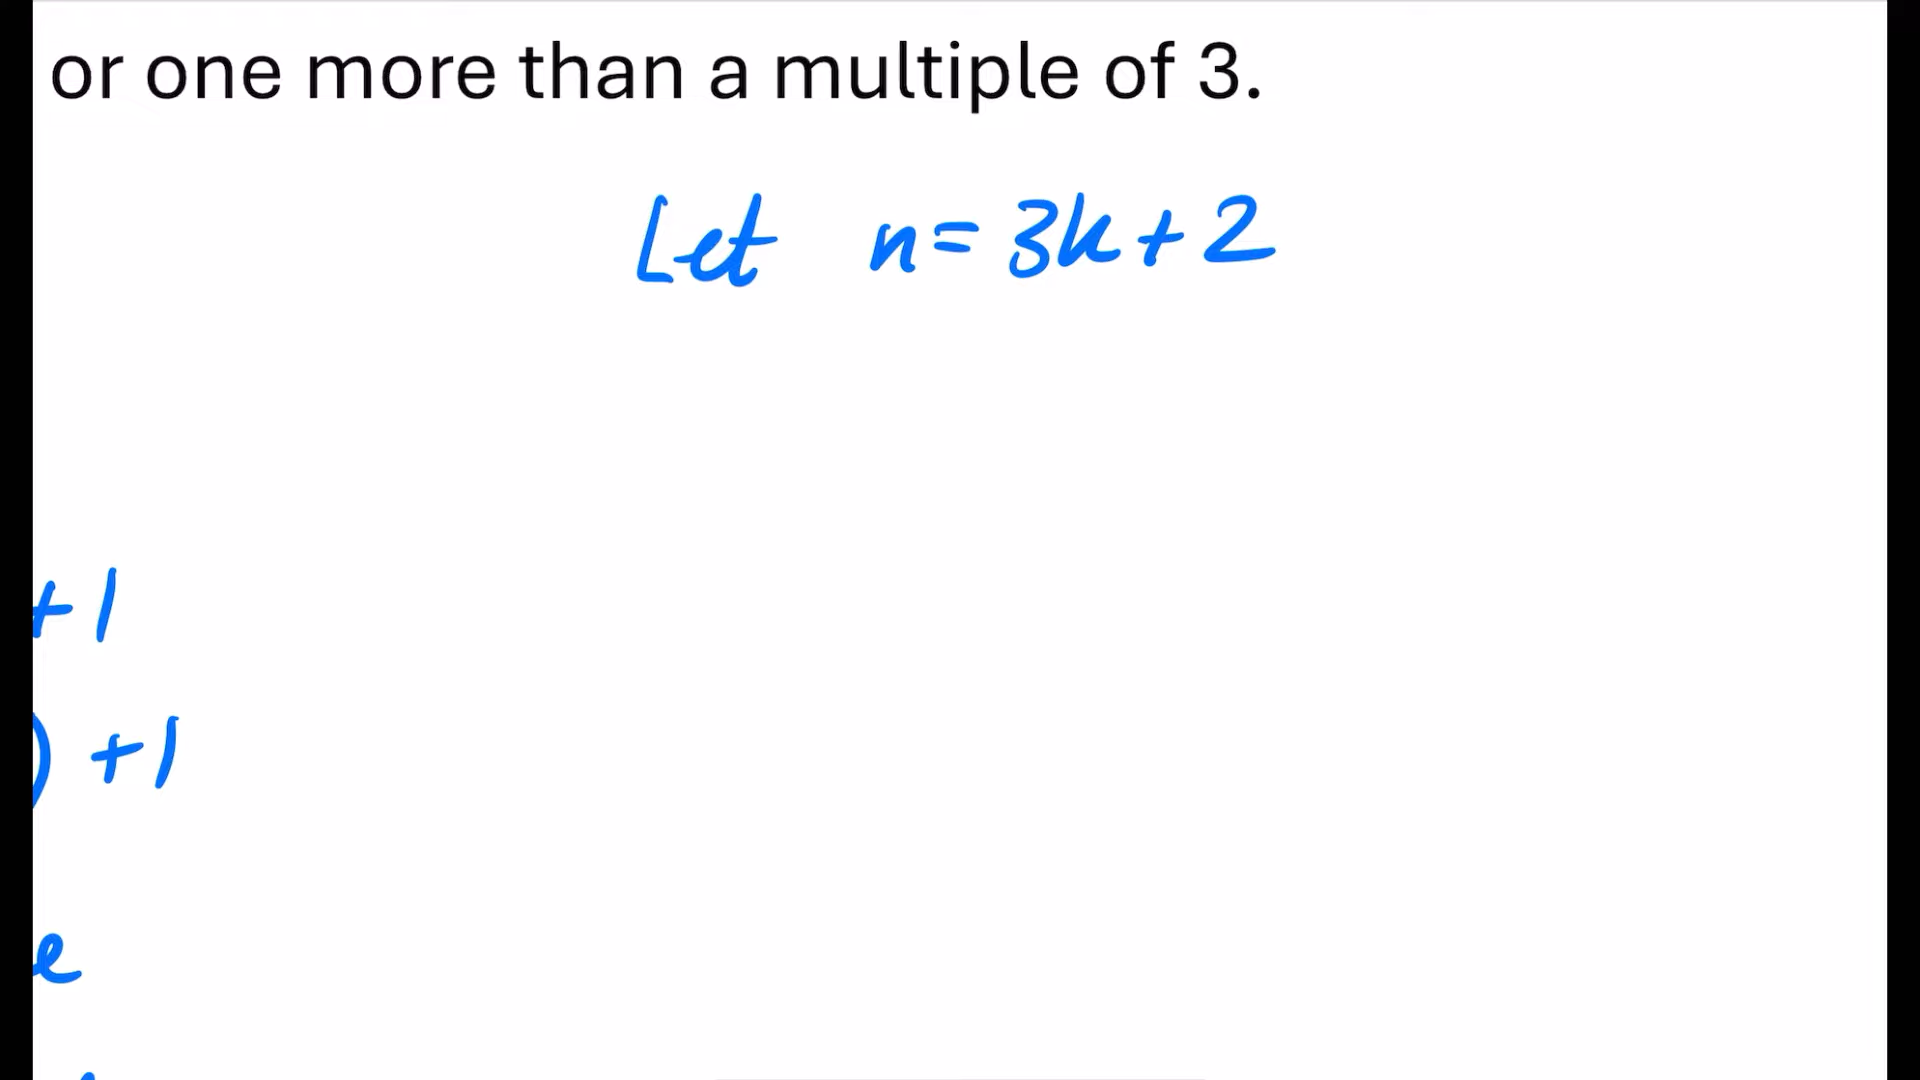 or one more than a multiple of 3.
Let n = 3k + 2
+1
) +1
e